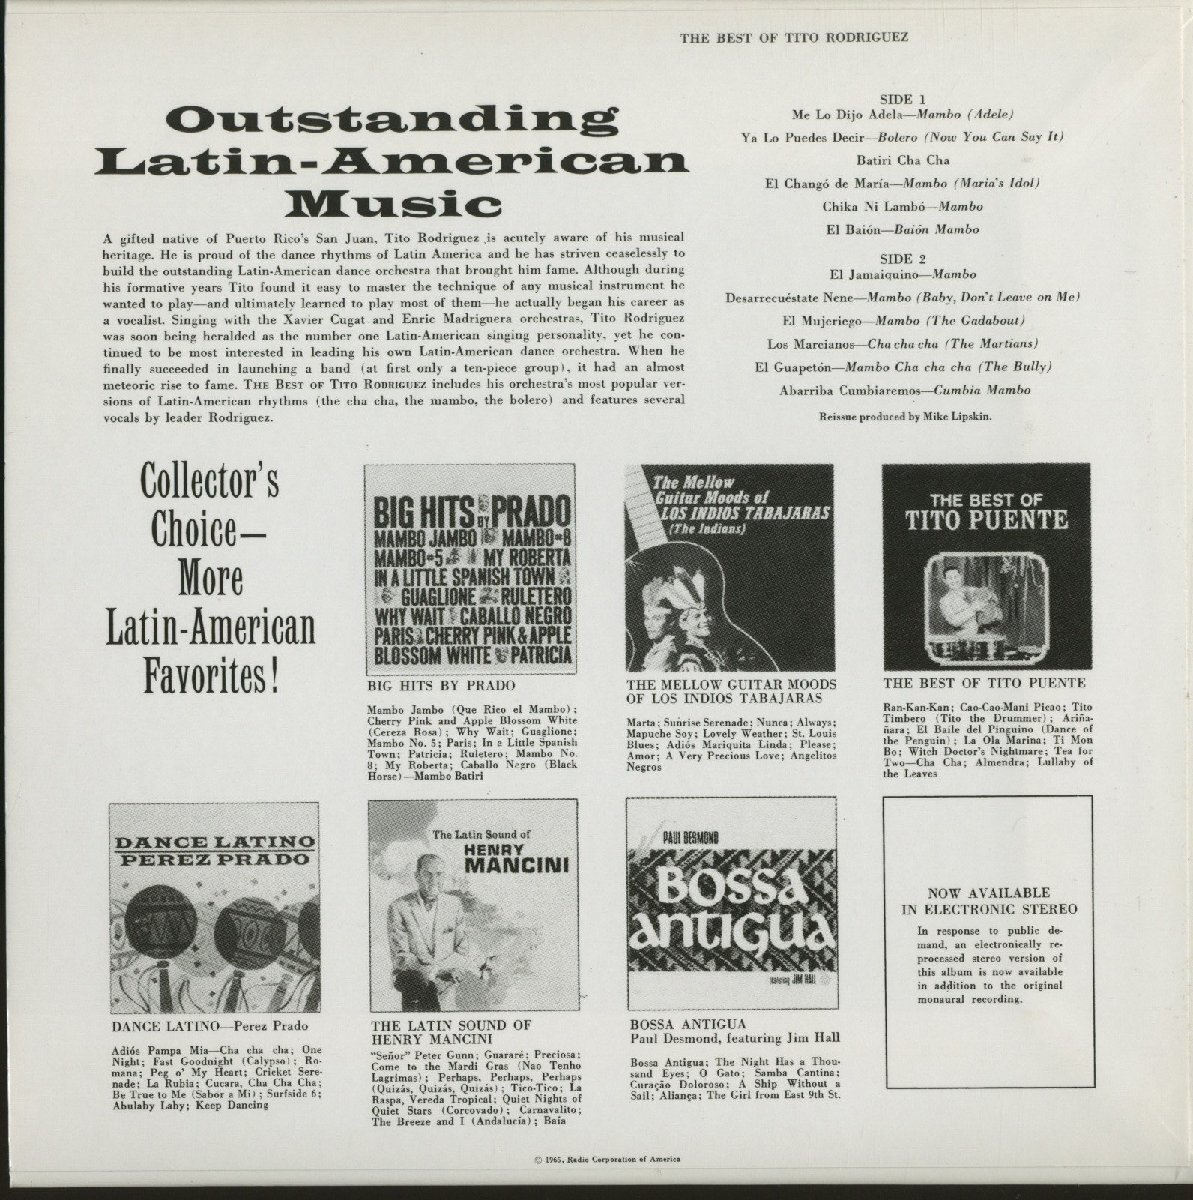 THE BEST OF TITO RODRIGUEZ
Outstanding
Latin-American
Music
A gifted native of Puerto Rico's San Juan, Tito Rodriguez is acutely aware of his musical
heritage. He is proud of the dance rhythms of Latin America and he has striven ceaselessly to
build the outstanding Latin-American dance orchestra that brought him fame. Although during
his formative years Tito found it easy to master the technique of any musical instrument he
wanted to play—and ultimately learned to play most of them—he actually began his career as
a vocalist. Singing with the Xavier Cugat and Enric Madriguera orchestras, Tito Rodriguez
was soon being heralded as the number one Latin-American singing personality, yet he con-
tinued to be most interested in leading his own Latin-American dance orchestra. When he
finally succeeded in launching a band (at first only a ten-piece group), it had an almost
meteoric rise to fame. THE BEST OF TITO RODRIGUEZ includes his orchestra's most popular ver-
sions of Latin-American rhythms (the cha cha, the mambo, the bolero) and features several
vocals by leader Rodriguez.
SIDE 1
Me Lo Dijo Adela—Mambo (Adele)
Ya Lo Puedes Decir—Bolero (Now You Can Say It)
Batiri Cha Cha
El Changó de María—Mambo (Maria's Idol)
Chika Ni Lambó—Mambo
El Baión—Baión Mambo
SIDE 2
El Jamaiquino—Mambo
Desarrecuéstate Nene—Mambo (Baby, Don't Leave on Me)
El Mujeriego—Mambo (The Gadabout)
Los Marcianos—Cha cha cha (The Martians)
El Guapetón—Mambo Cha cha cha (The Bully)
Abarriba Cumbiaremos—Cumbia Mambo
Reissue produced by Mike Lipskin.
Collector's
Choice—
More
Latin-American
Favorites!
BIG HITS BY PRADO
MAMBO JAMBO MAMBO #8
MAMBO #5 MY ROBERTA
IN A LITTLE SPANISH TOWN
GUAGLIONE RULETERO
WHY WAIT CABALLO NEGRO
PARIS CHERRY PINK & APPLE
BLOSSOM WHITE PATRICIA
BIG HITS BY PRADO
Mambo Jambo (Que Rico el Mambo);
Cherry Pink and Apple Blossom White
(Cereza Rosa); Why Wait; Guaglione;
Mambo No. 5; Paris; In a Little Spanish
Town; Patricia; Ruletero; Mambo No.
8; My Roberta; Caballo Negro (Black
Horse)—Mambo Batiri
The Mellow
Guitar Moods of
LOS INDIOS TABAJARAS
(The Indians)
THE MELLOW GUITAR MOODS
OF LOS INDIOS TABAJARAS
Marta; Sunrise Serenade; Nunca; Always;
Mapuche Soy; Lovely Weather; St. Louis
Blues; Adiós Mariquita Linda; Please;
Amor; A Very Precious Love; Angelitos
Negros
THE BEST OF
TITO PUENTE
THE BEST OF TITO PUENTE
Ran-Kan-Kan; Cao-Cao-Mani Picao; Tito
Timbero (Tito the Drummer); Ariña-
ñara; El Baile del Pinguino (Dance of
the Penguin); La Ola Marina; Ti Mon
Bo; Witch Doctor's Nightmare; Tea for
Two—Cha Cha; Almendra; Lullaby of
the Leaves
DANCE LATINO
PEREZ PRADO
DANCE LATINO—Perez Prado
Adiós Pampa Mia—Cha cha cha; One
Night; Fast Goodnight (Calypso); Ro-
mana; Peg o' My Heart; Cricket Sere-
nade; La Rubia; Cucara, Cha Cha Cha;
Be True to Me (Sabor a Mi); Surfside 6;
Abulahy Lahy; Keep Dancing
The Latin Sound of
HENRY
MANCINI
THE LATIN SOUND OF
HENRY MANCINI
"Señor" Peter Gunn; Guararé; Preciosa;
Come to the Mardi Gras (Nao Tenho
Lagrimas); Perhaps, Perhaps, Perhaps
(Quizás, Quizás, Quizás); Tico-Tico; La
Raspa, Vereda Tropical; Quiet Nights of
Quiet Stars (Corcovado); Carnavalito;
The Breeze and I (Andalucía); Baia
PAUL DESMOND
BOSSA
ANTIGUA
featuring JIM HALL
BOSSA ANTIGUA
Paul Desmond, featuring Jim Hall
Bossa Antigua; The Night Has a Thou-
sand Eyes; O Gato; Samba Cantina;
Curação Doloroso; A Ship Without a
Sail; Aliança; The Girl from East 9th St.
NOW AVAILABLE
IN ELECTRONIC STEREO
In response to public de-
mand, an electronically re-
processed stereo version of
this album is now available
in addition to the original
monaural recording.
© 1965, Radio Corporation of America